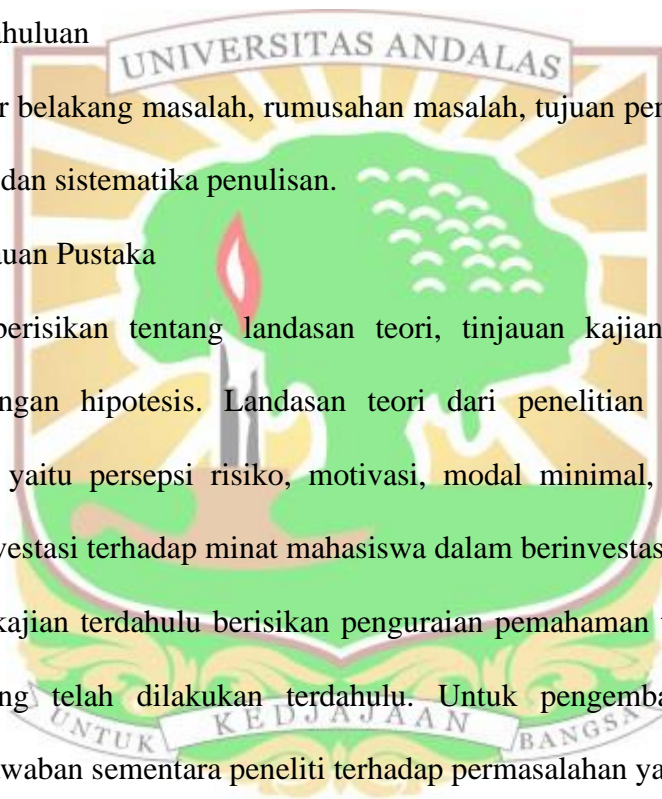 ahuluan
UNIVERSITAS ANDALAS
r belakang masalah, rumusahan masalah, tujuan pen
dan sistematika penulisan.
auan Pustaka
berisikan tentang landasan teori, tinjauan kajian
ngan hipotesis. Landasan teori dari penelitian
yaitu persepsi risiko, motivasi, modal minimal,
vestasi terhadap minat mahasiswa dalam berinvestas
kajian terdahulu berisikan penguraian pemahaman
ng telah dilakukan terdahulu. Untuk pengemba
UNTUK KEDJAJAAN BANGSA
waban sementara peneliti terhadap permasalahan ya